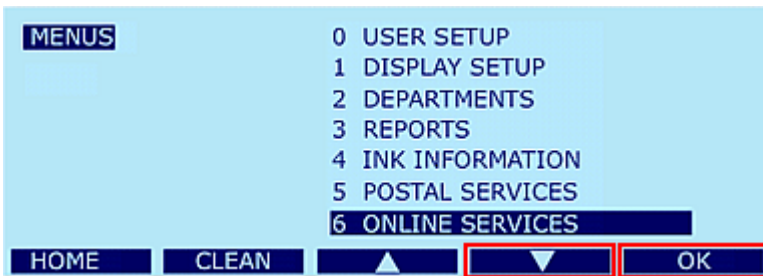 MENUS
0 USER SETUP
1 DISPLAY SETUP
2 DEPARTMENTS
3 REPORTS
4 INK INFORMATION
5 POSTAL SERVICES
6 ONLINE SERVICES
HOME CLEAN ▲ ▼ OK